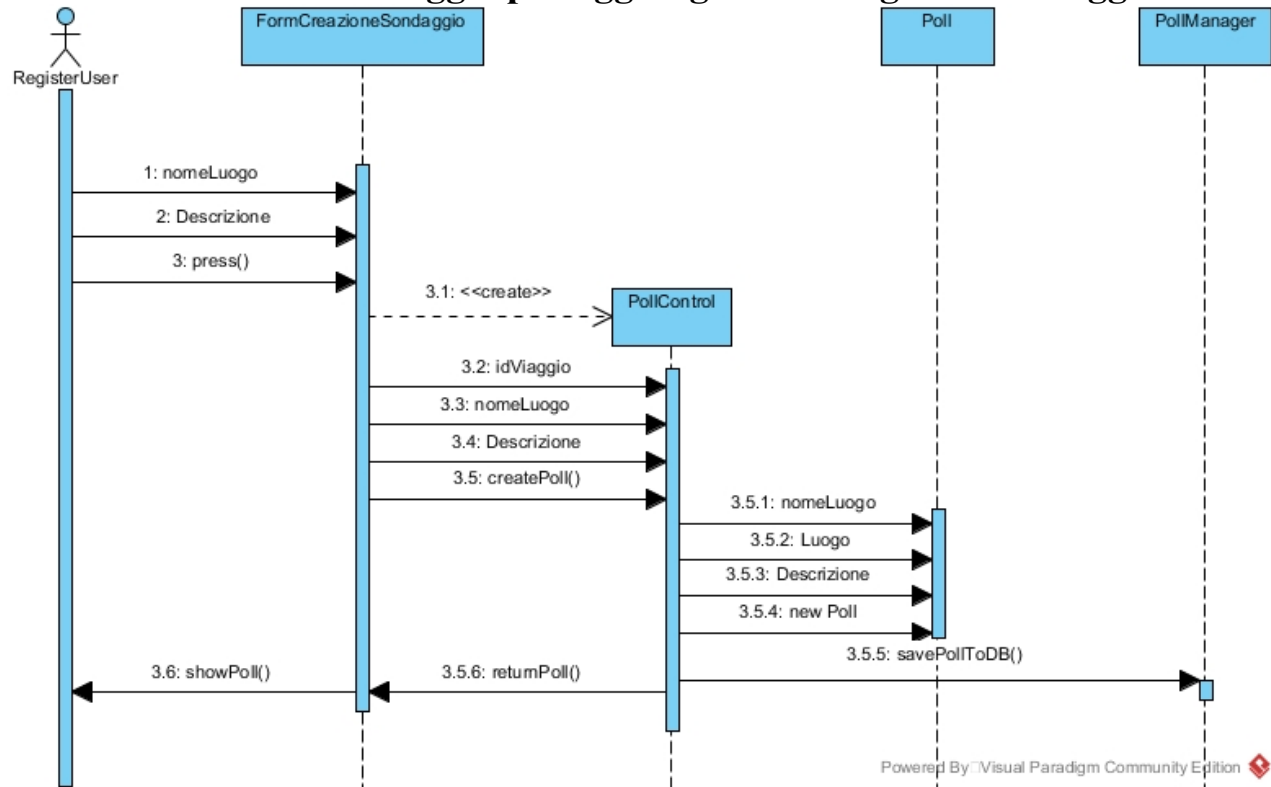 FormCreazioneSondaggio
Poll
PollManager
RegisterUser
1: nomeLuogo
2: Descrizione
3: press()
3.1: <<create>>
PollControl
3.2: idViaggio
3.3: nomeLuogo
3.4: Descrizione
3.5: createPoll()
3.5.1: nomeLuogo
3.5.2: Luogo
3.5.3: Descrizione
3.5.4: new Poll
3.5.5: savePollToDB()
3.6: showPoll()
3.5.6: returnPoll()
Powered By Visual Paradigm Community Edition